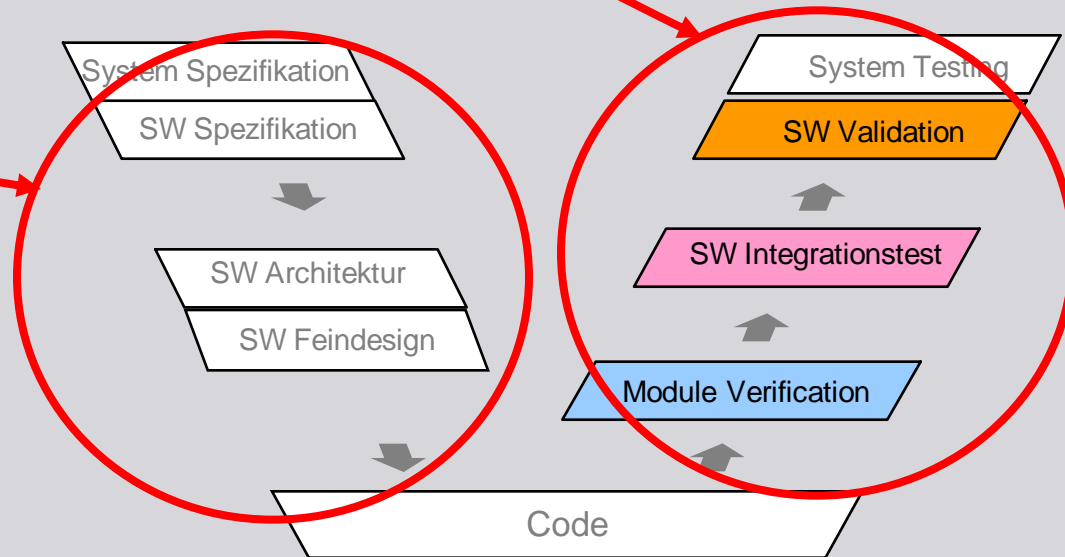 System Spezifikation
SW Spezifikation
SW Architektur
SW Feindesign
Code
System Testing
SW Validation
SW Integrationstest
Module Verification